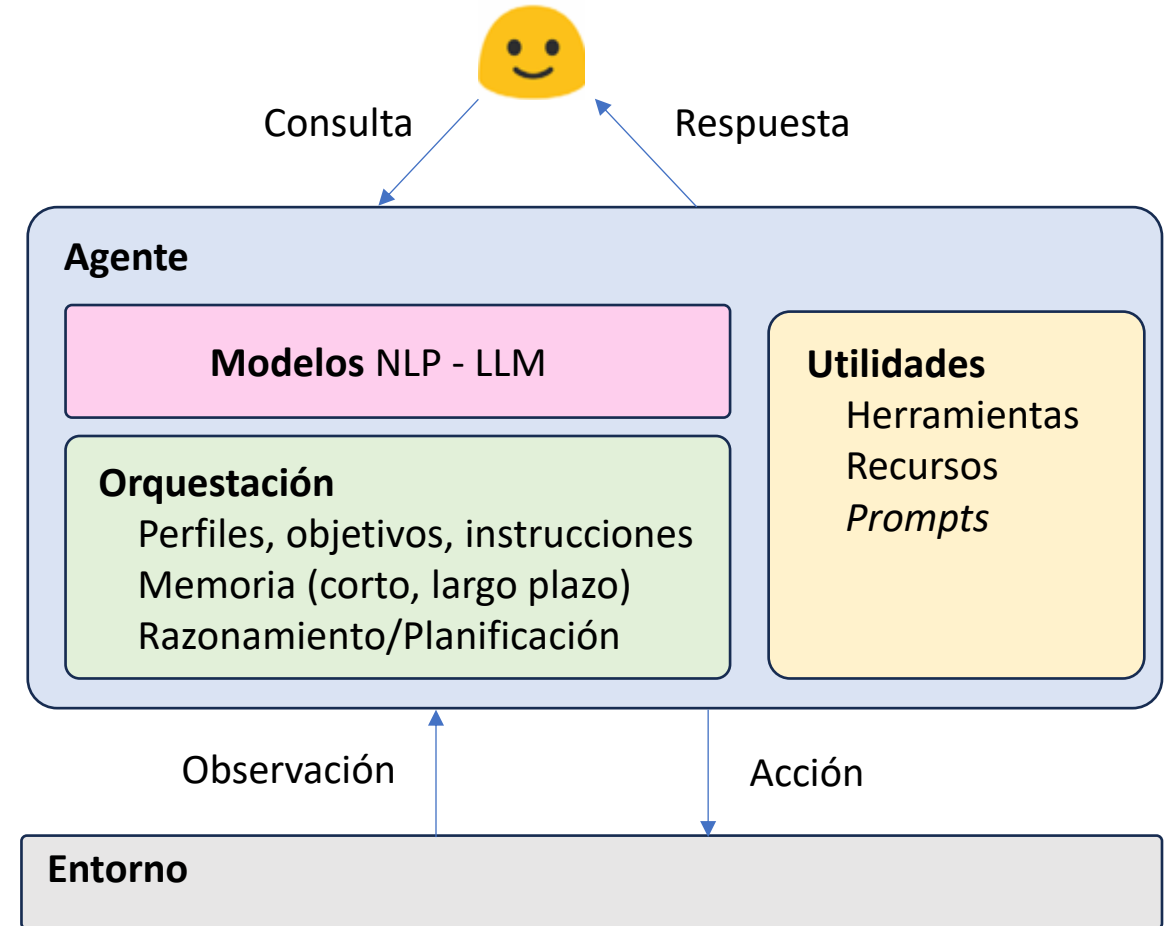 Consulta
Respuesta
Agente
Modelos NLP - LLM
Utilidades
Herramientas
Recursos
Prompts
Orquestación
Perfiles, objetivos, instrucciones
Memoria (corto, largo plazo)
Razonamiento/Planificación
Observación
Acción
Entorno